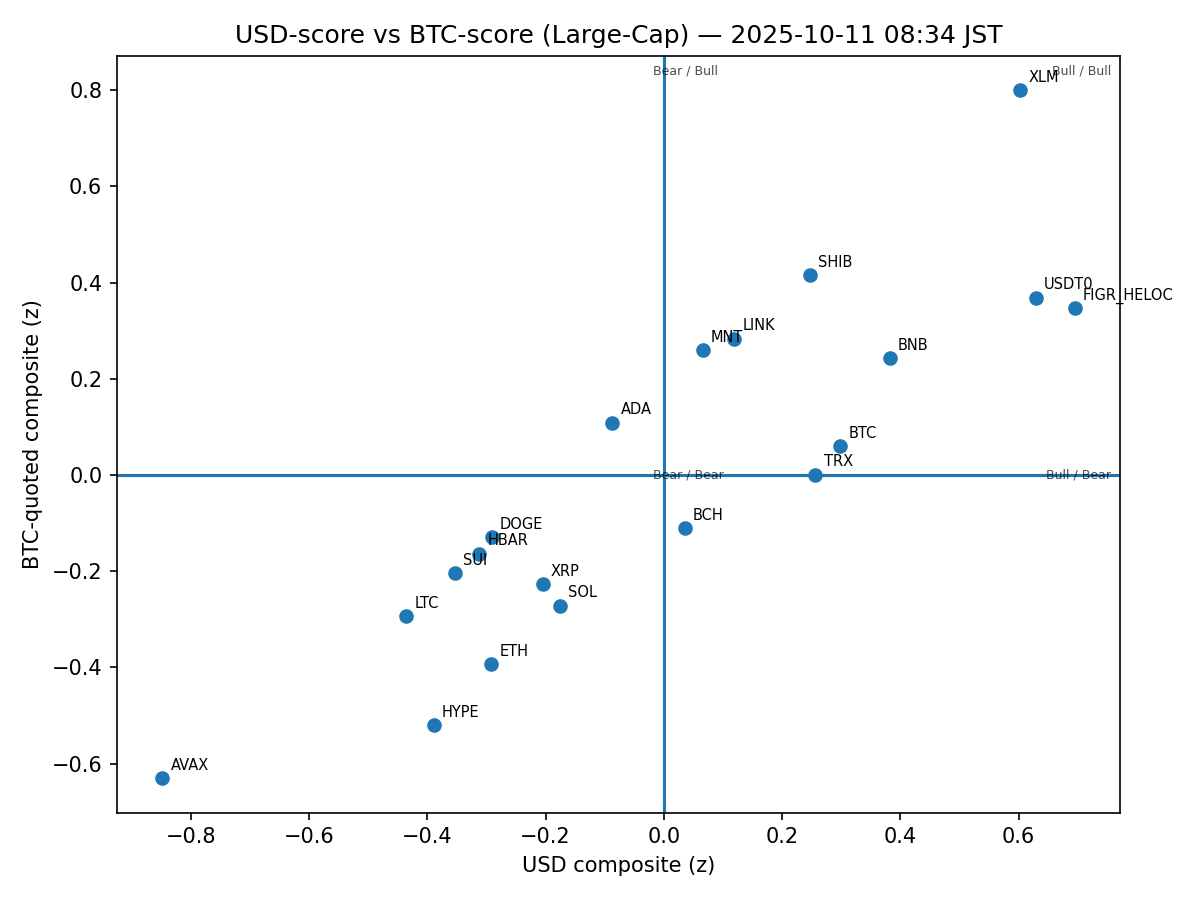 USD-score vs BTC-score (Large-Cap) — 2025-10-11 08:34 JST
Bear / Bull
Bull / Bull
XLM
SHIB
USDT0
FIGR_HELOC
LINK
MNT
BNB
ADA
BTC
TRX
Bear / Bear
Bull / Bear
BCH
DOGE
HBAR
SUI
XRP
SOL
LTC
ETH
HYPE
AVAX
0.8
0.6
0.4
0.2
0.0
−0.2
−0.4
−0.6
BTC-quoted composite (z)
−0.8 −0.6 −0.4 −0.2 0.0 0.2 0.4 0.6
USD composite (z)